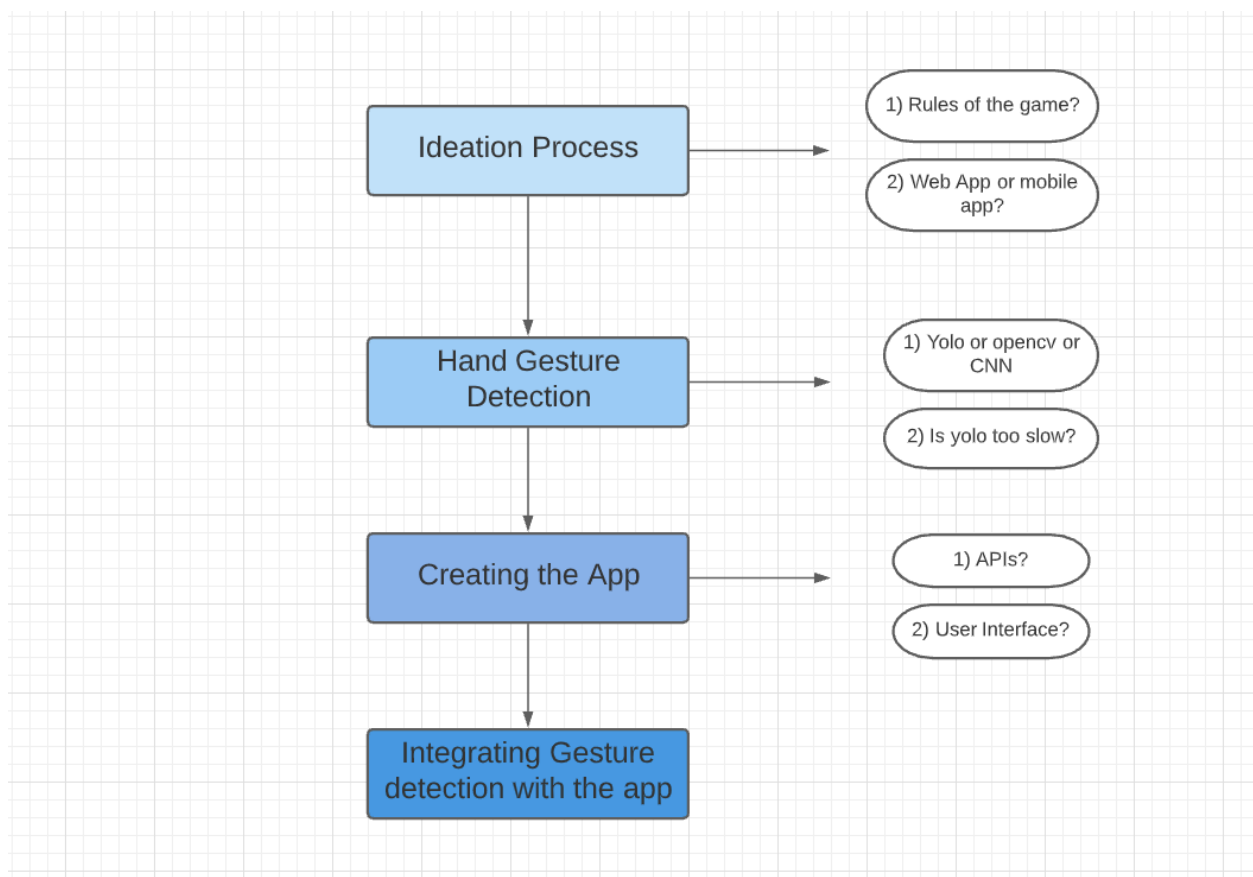 Ideation Process
1) Rules of the game?
2) Web App or mobile
app?
Hand Gesture
Detection
1) Yolo or opencv or
CNN
2) Is yolo too slow?
Creating the App
1) APIs?
2) User Interface?
Integrating Gesture
detection with the app